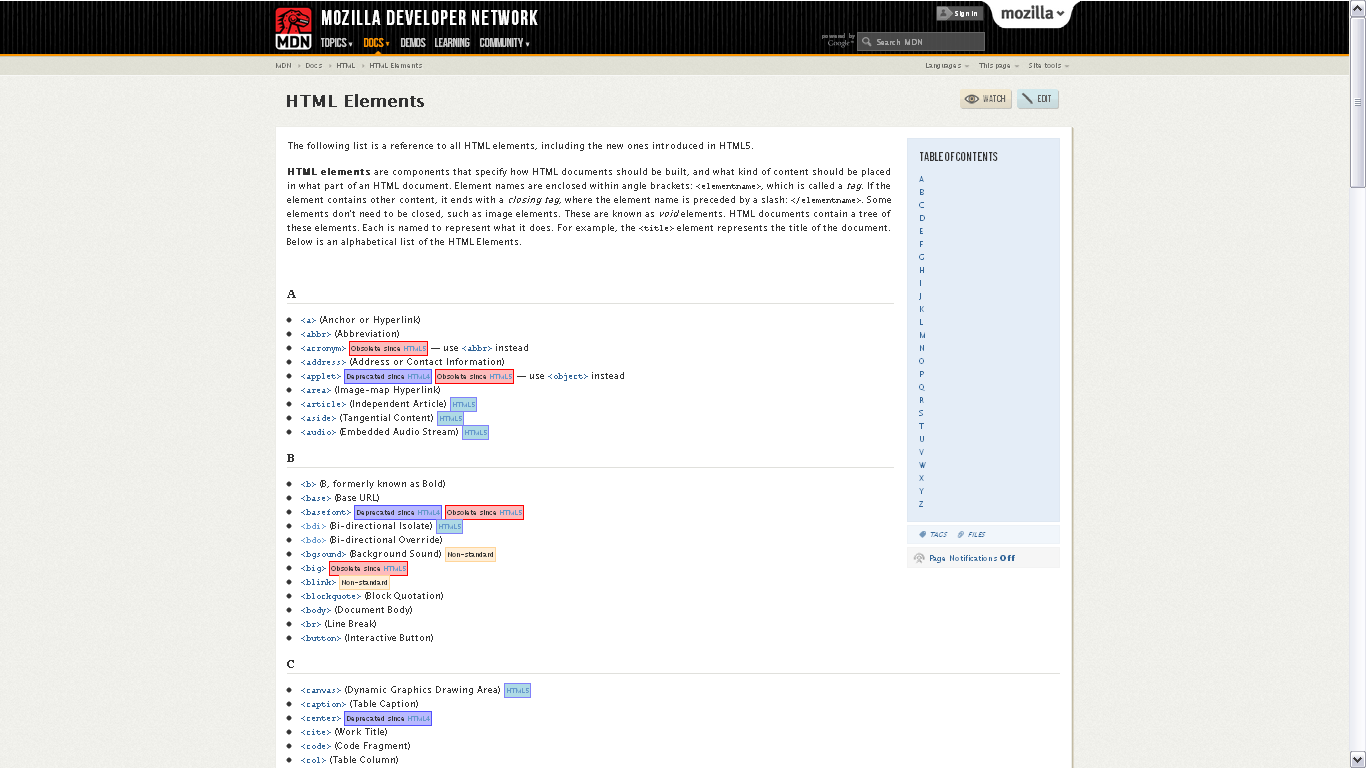 MOZILLA DEVELOPER NETWORK
Sign in
mozilla
MDN
TOPICS DOCS DEMOS LEARNING COMMUNITY
powered by Google™
Search MDN
MDN Docs HTML HTML Elements
Languages This page Site tools
HTML Elements
WATCH EDIT
The following list is a reference to all HTML elements, including the new ones introduced in HTML5.
HTML elements are components that specify how HTML documents should be built, and what kind of content should be placed
in what part of an HTML document. Element names are enclosed within angle brackets: <elementname>, which is called a tag. If the
element contains other content, it ends with a closing tag, where the element name is preceded by a slash: </elementname>. Some
elements don't need to be closed, such as image elements. These are known as void elements. HTML documents contain a tree of
these elements. Each is named to represent what it does. For example, the <title> element represents the title of the document.
Below is an alphabetical list of the HTML Elements.
A
<a> (Anchor or Hyperlink)
<abbr> (Abbreviation)
<acronym> Obsolete since HTML5 — use <abbr> instead
<address> (Address or Contact Information)
<applet> Deprecated since HTML4 Obsolete since HTML5 — use <object> instead
<area> (Image-map Hyperlink)
<article> (Independent Article) HTML5
<aside> (Tangential Content) HTML5
<audio> (Embedded Audio Stream) HTML5
B
<b> (B, formerly known as Bold)
<base> (Base URL)
<basefont> Deprecated since HTML4 Obsolete since HTML5
<bdi> (Bi-directional Isolate) HTML5
<bdo> (Bi-directional Override)
<bgsound> (Background Sound) Non-standard
<big> Obsolete since HTML5
<blink> Non-standard
<blockquote> (Block Quotation)
<body> (Document Body)
<br> (Line Break)
<button> (Interactive Button)
C
<canvas> (Dynamic Graphics Drawing Area) HTML5
<caption> (Table Caption)
<center> Deprecated since HTML4
<cite> (Work Title)
<code> (Code Fragment)
<col> (Table Column)
TABLE OF CONTENTS
A
B
C
D
E
F
G
H
I
J
K
L
M
N
O
P
Q
R
S
T
U
V
W
X
Y
Z
TAGS FILES
Page Notifications Off